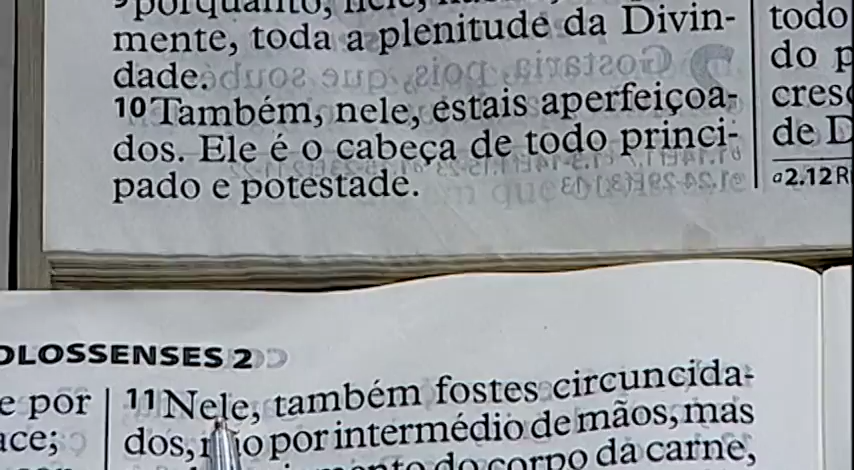 porquanto, nele,
mente, toda a plenitude da Divin-
dade.
10 Também, nele, estais aperfeiçoa-
dos. Ele é o cabeça de todo princi-
pado e potestade.
todo
do
de
a2.12 R
OLOSSENSES 2
e por
ace;
11 Nele, também fostes circuncida-
dos, não por intermédio de mãos, mas
do corpo da carne,